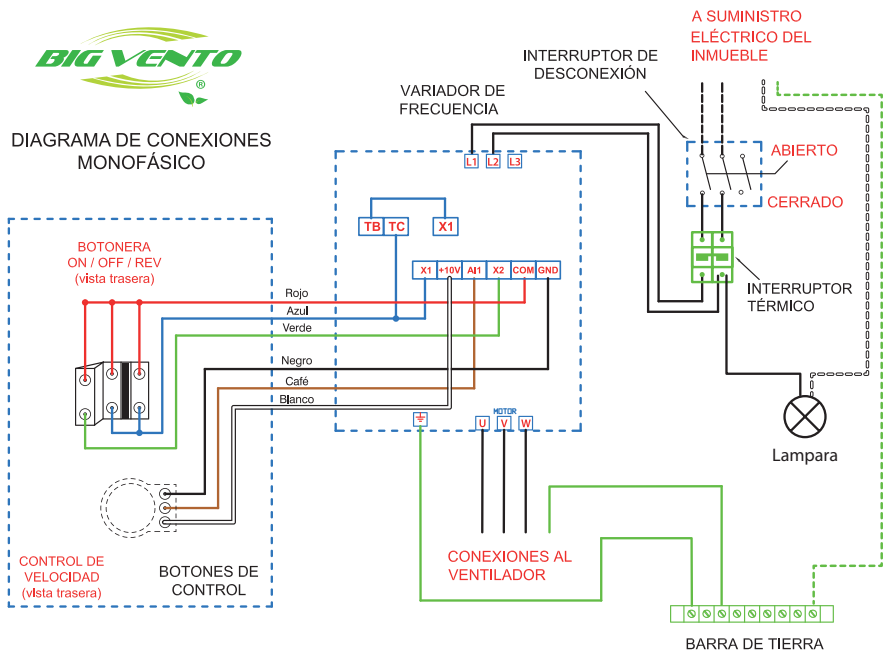 BIG VENTO
®
DIAGRAMA DE CONEXIONES
MONOFÁSICO
A SUMINISTRO
ELÉCTRICO DEL
INMUEBLE
INTERRUPTOR DE
DESCONEXIÓN
VARIADOR DE
FRECUENCIA
L1 L2 L3
ABIERTO
CERRADO
TB TC X1
X1 +10V AI1 X2 COM GND
INTERRUPTOR
TÉRMICO
BOTONERA
ON / OFF / REV
(vista trasera)
Rojo
Azul
Verde
Negro
Café
Blanco
MOTOR
U V W
Lampara
CONEXIONES AL
VENTILADOR
CONTROL DE
VELOCIDAD
(vista trasera)
BOTONES DE
CONTROL
BARRA DE TIERRA